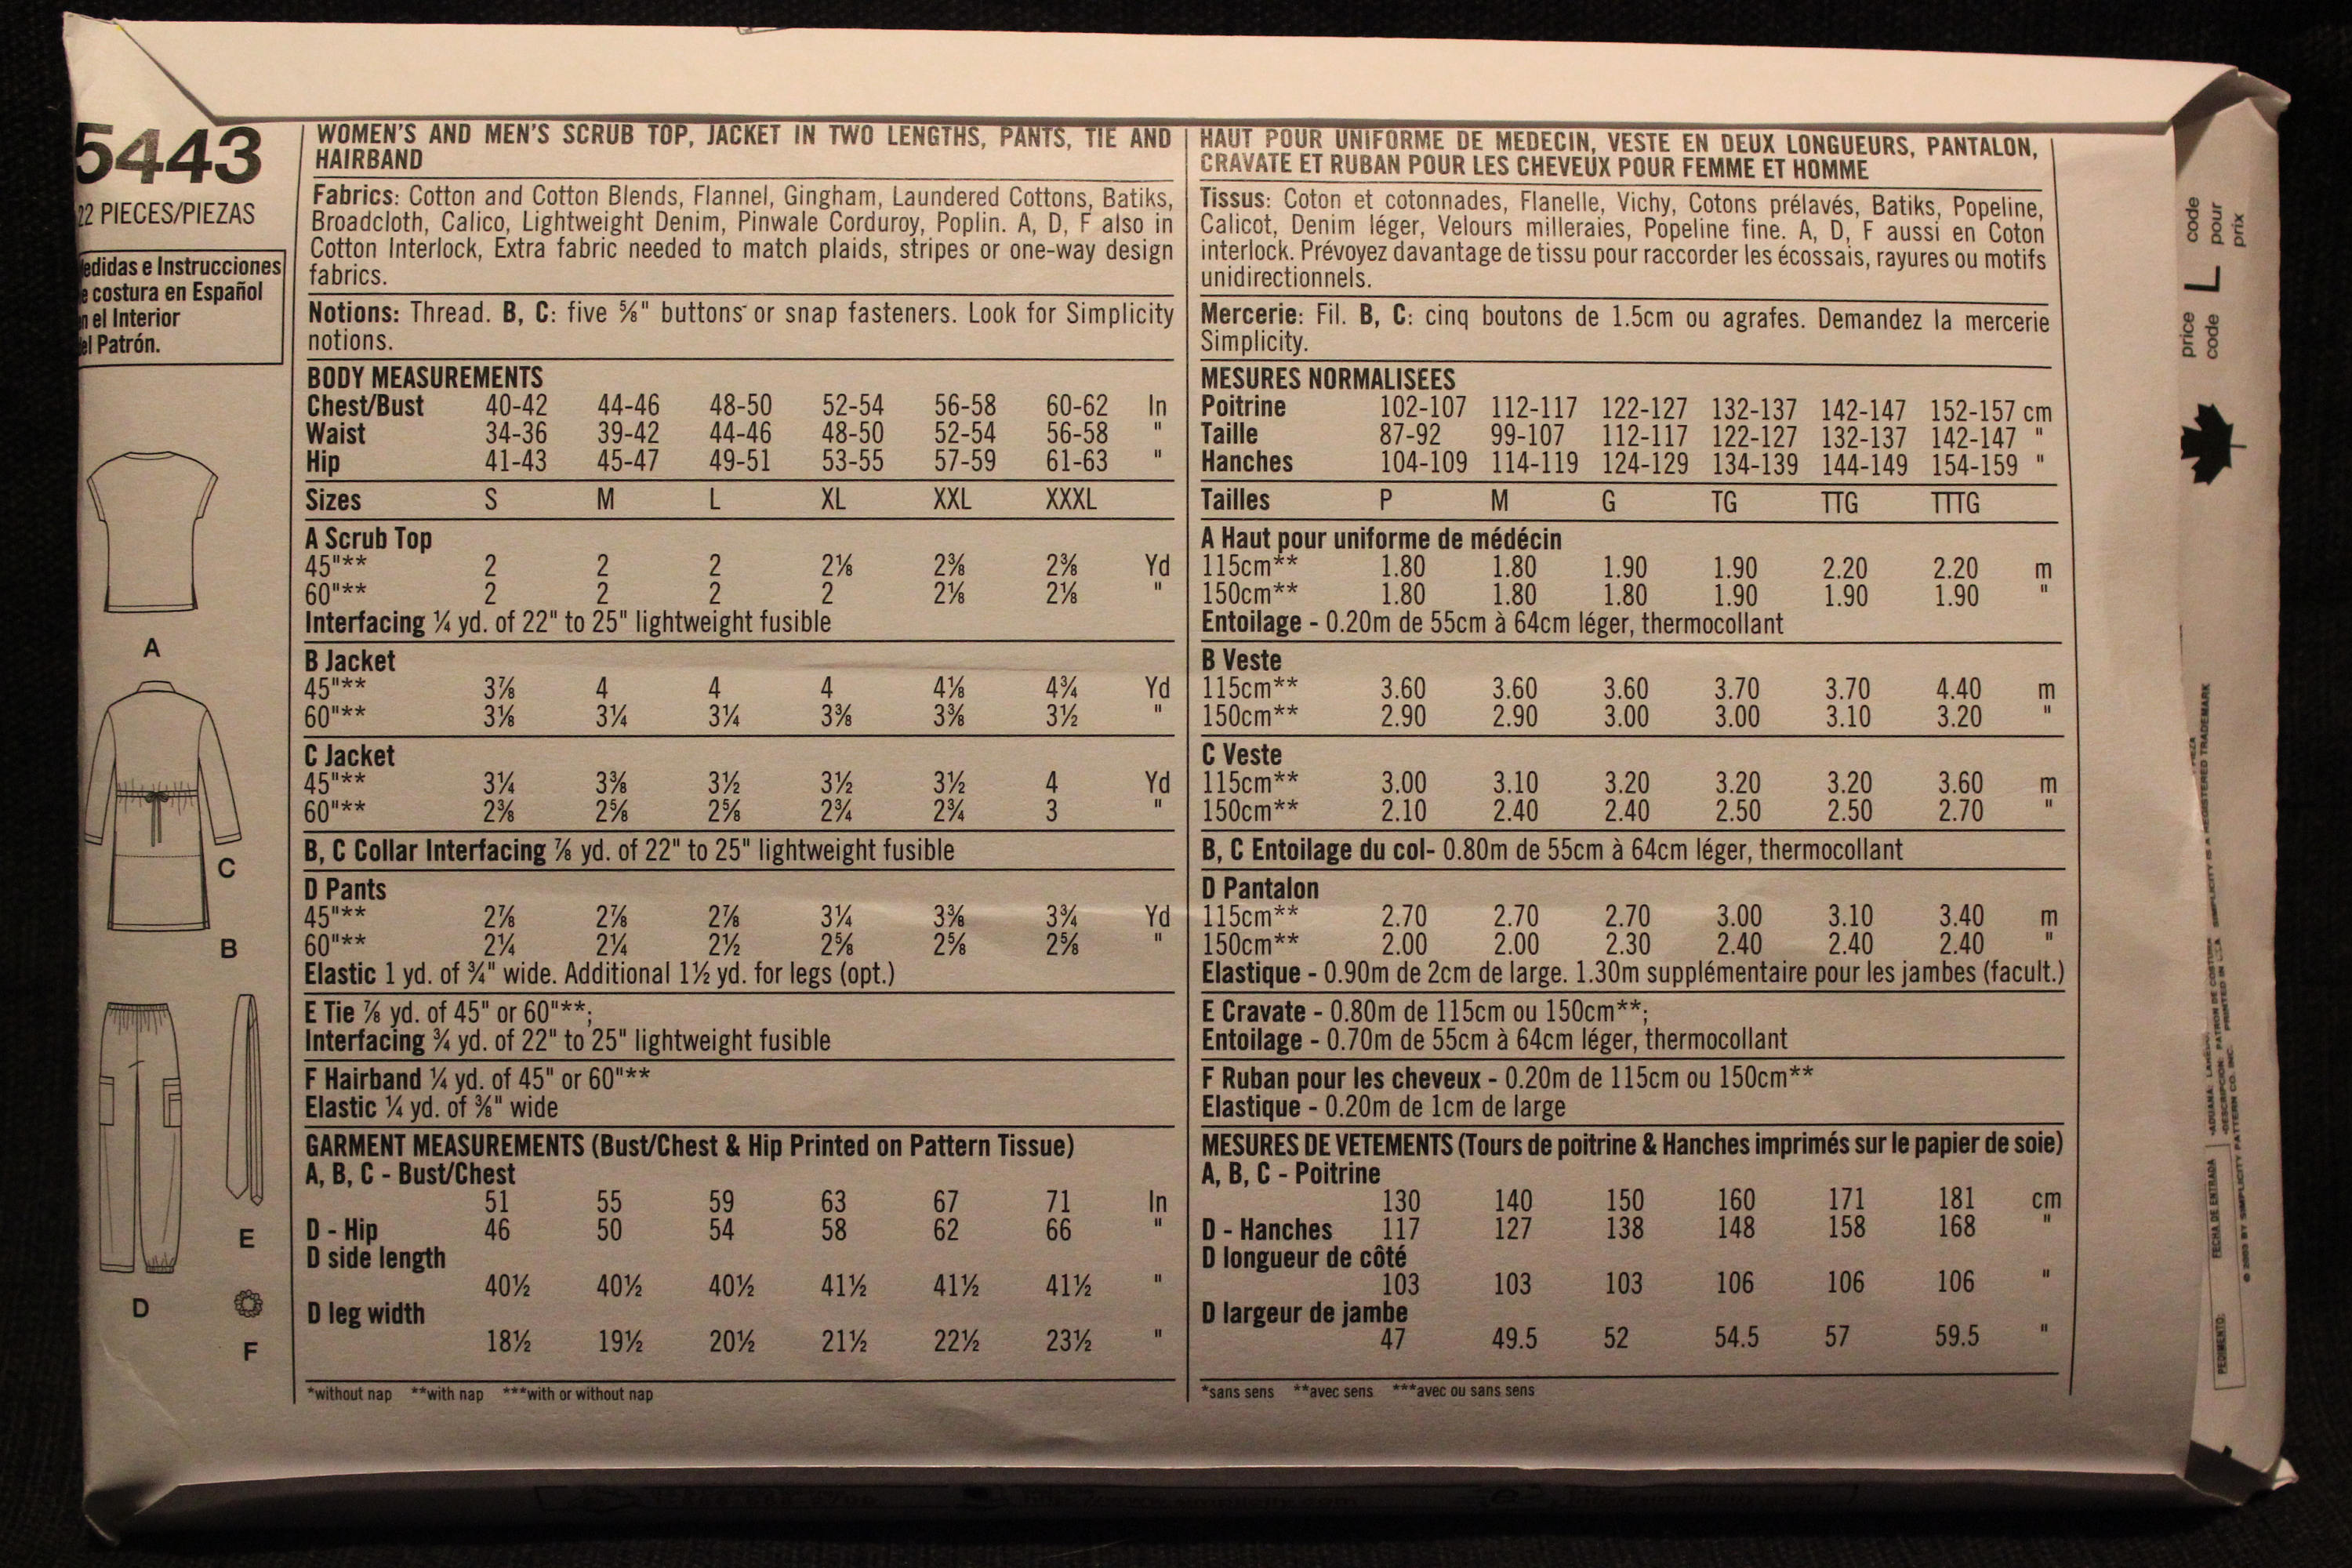 5443
22 PIECES/PIEZAS
edidas e Instrucciones
e costura en Español
n el Interior
el Patrón.
A
C
B
E
D
F
WOMEN'S AND MEN'S SCRUB TOP, JACKET IN TWO LENGTHS, PANTS, TIE AND
HAIRBAND
Fabrics: Cotton and Cotton Blends, Flannel, Gingham, Laundered Cottons, Batiks,
Broadcloth, Calico, Lightweight Denim, Pinwale Corduroy, Poplin. A, D, F also in
Cotton Interlock, Extra fabric needed to match plaids, stripes or one-way design
fabrics.
Notions: Thread. B, C: five ⅝" buttons or snap fasteners. Look for Simplicity
notions.
BODY MEASUREMENTS
Chest/Bust 40-42 44-46 48-50 52-54 56-58 60-62 In
Waist 34-36 39-42 44-46 48-50 52-54 56-58 "
Hip 41-43 45-47 49-51 53-55 57-59 61-63 "
Sizes S M L XL XXL XXXL
A Scrub Top
45"** 2 2 2 2⅛ 2⅜ 2⅜ Yd
60"** 2 2 2 2 2⅛ 2⅛ "
Interfacing ¼ yd. of 22" to 25" lightweight fusible
B Jacket
45"** 3⅞ 4 4 4 4⅛ 4¾ Yd
60"** 3⅛ 3¼ 3¼ 3⅜ 3⅜ 3½ "
C Jacket
45"** 3¼ 3⅜ 3½ 3½ 3½ 4 Yd
60"** 2⅜ 2⅝ 2⅝ 2¾ 2¾ 3 "
B, C Collar Interfacing ⅞ yd. of 22" to 25" lightweight fusible
D Pants
45"** 2⅞ 2⅞ 2⅞ 3¼ 3⅜ 3¾ Yd
60"** 2¼ 2¼ 2½ 2⅝ 2⅝ 2⅝ "
Elastic 1 yd. of ¾" wide. Additional 1½ yd. for legs (opt.)
E Tie ⅞ yd. of 45" or 60"**;
Interfacing ¾ yd. of 22" to 25" lightweight fusible
F Hairband ¼ yd. of 45" or 60"**
Elastic ¼ yd. of ⅜" wide
GARMENT MEASUREMENTS (Bust/Chest & Hip Printed on Pattern Tissue)
A, B, C - Bust/Chest
51 55 59 63 67 71 In
D - Hip 46 50 54 58 62 66 "
D side length
40½ 40½ 40½ 41½ 41½ 41½ "
D leg width
18½ 19½ 20½ 21½ 22½ 23½ "
*without nap **with nap ***with or without nap
HAUT POUR UNIFORME DE MEDECIN, VESTE EN DEUX LONGUEURS, PANTALON,
CRAVATE ET RUBAN POUR LES CHEVEUX POUR FEMME ET HOMME
Tissus: Coton et cotonnades, Flanelle, Vichy, Cotons prélavés, Batiks, Popeline,
Calicot, Denim léger, Velours milleraies, Popeline fine. A, D, F aussi en Coton
interlock. Prévoyez davantage de tissu pour raccorder les écossais, rayures ou motifs
unidirectionnels.
Mercerie: Fil. B, C: cinq boutons de 1.5cm ou agrafes. Demandez la mercerie
Simplicity.
MESURES NORMALISEES
Poitrine 102-107 112-117 122-127 132-137 142-147 152-157 cm
Taille 87-92 99-107 112-117 122-127 132-137 142-147 "
Hanches 104-109 114-119 124-129 134-139 144-149 154-159 "
Tailles P M G TG TTG TTTG
A Haut pour uniforme de médécin
115cm** 1.80 1.80 1.90 1.90 2.20 2.20 m
150cm** 1.80 1.80 1.80 1.90 1.90 1.90 "
Entoilage - 0.20m de 55cm à 64cm léger, thermocollant
B Veste
115cm** 3.60 3.60 3.60 3.70 3.70 4.40 m
150cm** 2.90 2.90 3.00 3.00 3.10 3.20 "
C Veste
115cm** 3.00 3.10 3.20 3.20 3.20 3.60 m
150cm** 2.10 2.40 2.40 2.50 2.50 2.70 "
B, C Entoilage du col- 0.80m de 55cm à 64cm léger, thermocollant
D Pantalon
115cm** 2.70 2.70 2.70 3.00 3.10 3.40 m
150cm** 2.00 2.00 2.30 2.40 2.40 2.40 "
Elastique - 0.90m de 2cm de large. 1.30m supplémentaire pour les jambes (facult.)
E Cravate - 0.80m de 115cm ou 150cm**;
Entoilage - 0.70m de 55cm à 64cm léger, thermocollant
F Ruban pour les cheveux - 0.20m de 115cm ou 150cm**
Elastique - 0.20m de 1cm de large
MESURES DE VETEMENTS (Tours de poitrine & Hanches imprimés sur le papier de soie)
A, B, C - Poitrine
130 140 150 160 171 181 cm
D - Hanches 117 127 138 148 158 168 "
D longueur de côté
103 103 103 106 106 106 "
D largeur de jambe
47 49.5 52 54.5 57 59.5 "
*sans sens **avec sens ***avec ou sans sens
price code L code pour prix
SIMPLICITY IS A REGISTERED TRADEMARK
© 2003 BY SIMPLICITY PATTERN CO. INC. PRINTED IN
FECHA DE ENTRADA
PEDIMENTO: